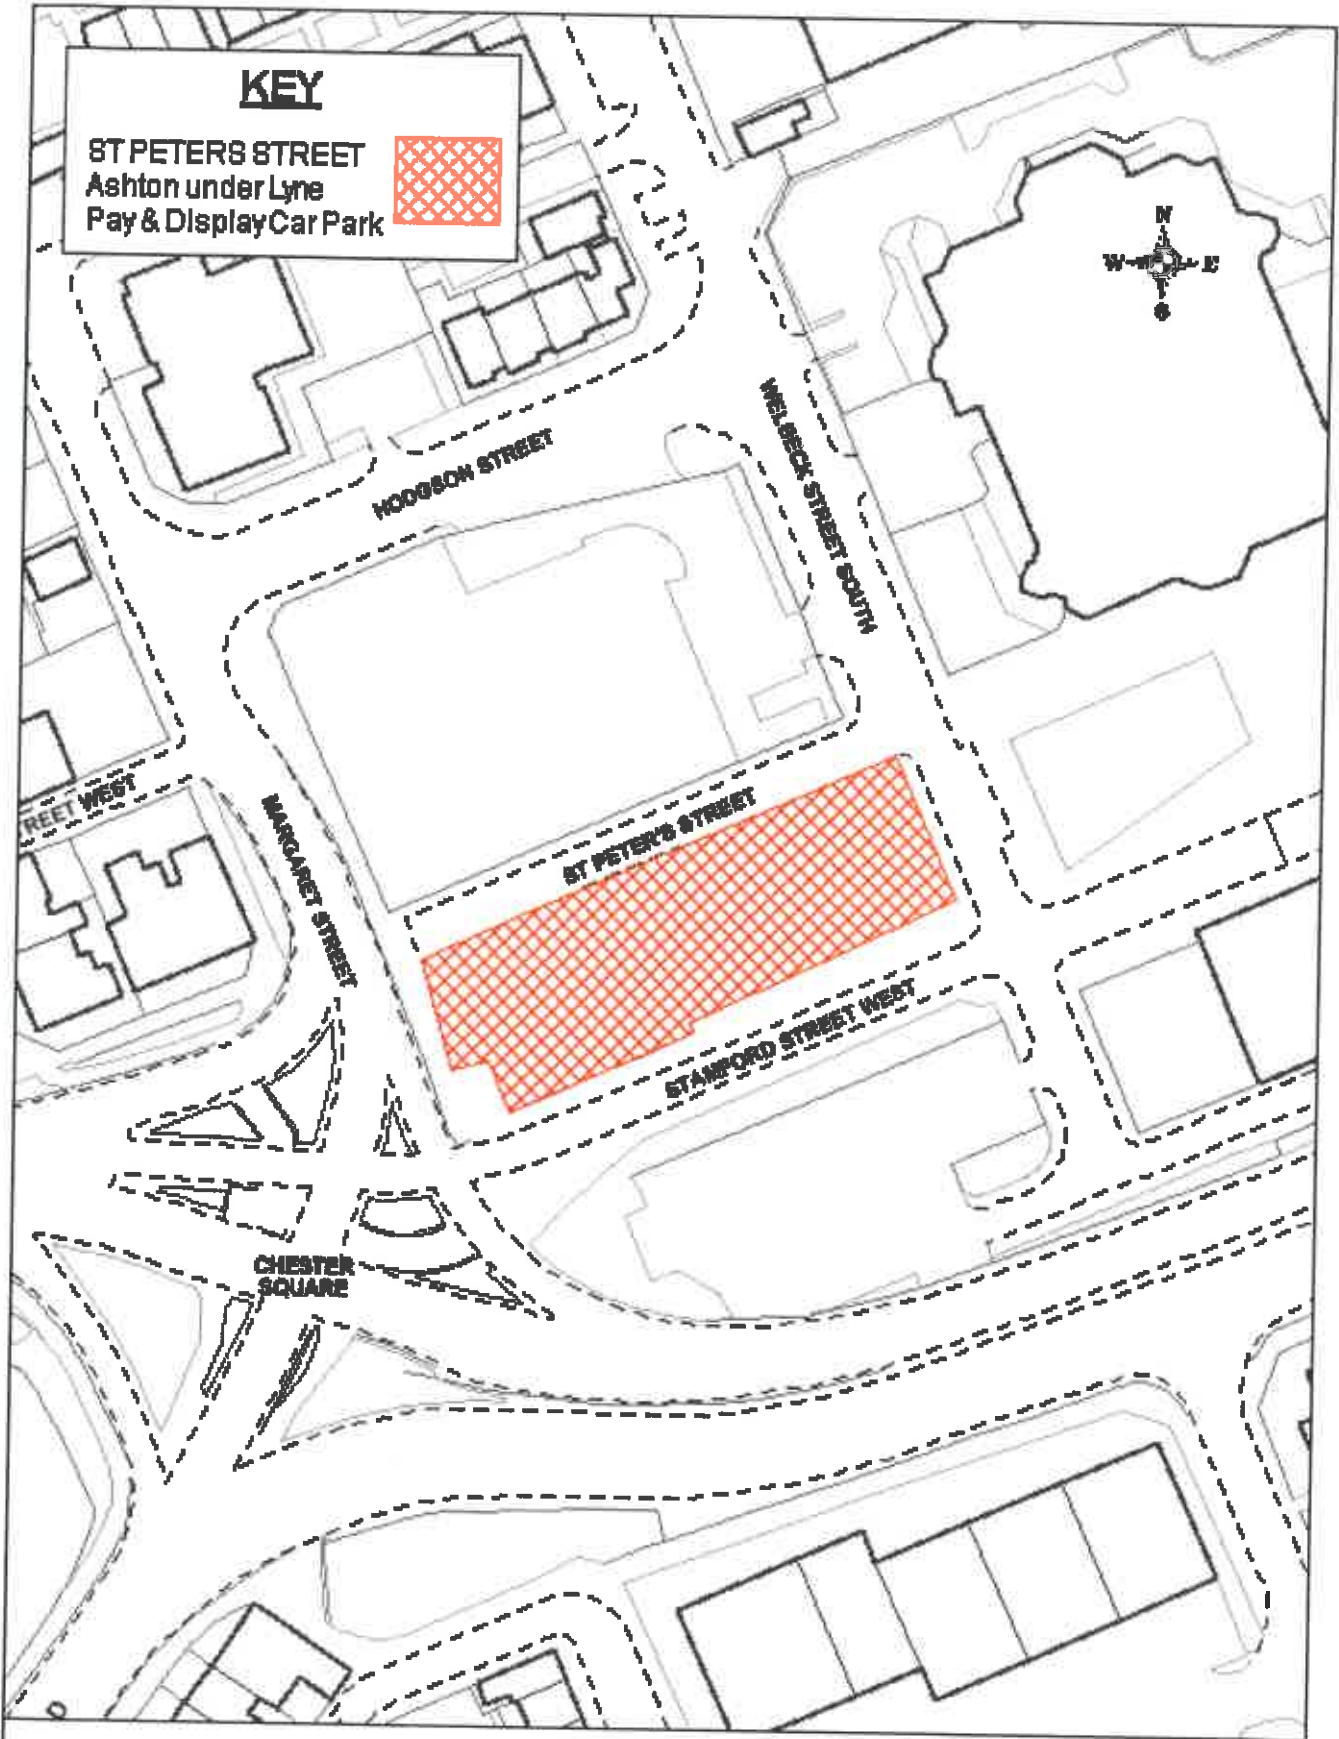 KEY
ST PETERS STREET
Ashton under Lyne
Pay & Display Car Park
N
W E
S
HODGSON STREET
WELBECK STREET SOUTH
REET WEST
MARGARET STREET
ST PETER'S STREET
STAMFORD STREET WEST
CHESTER
SQUARE